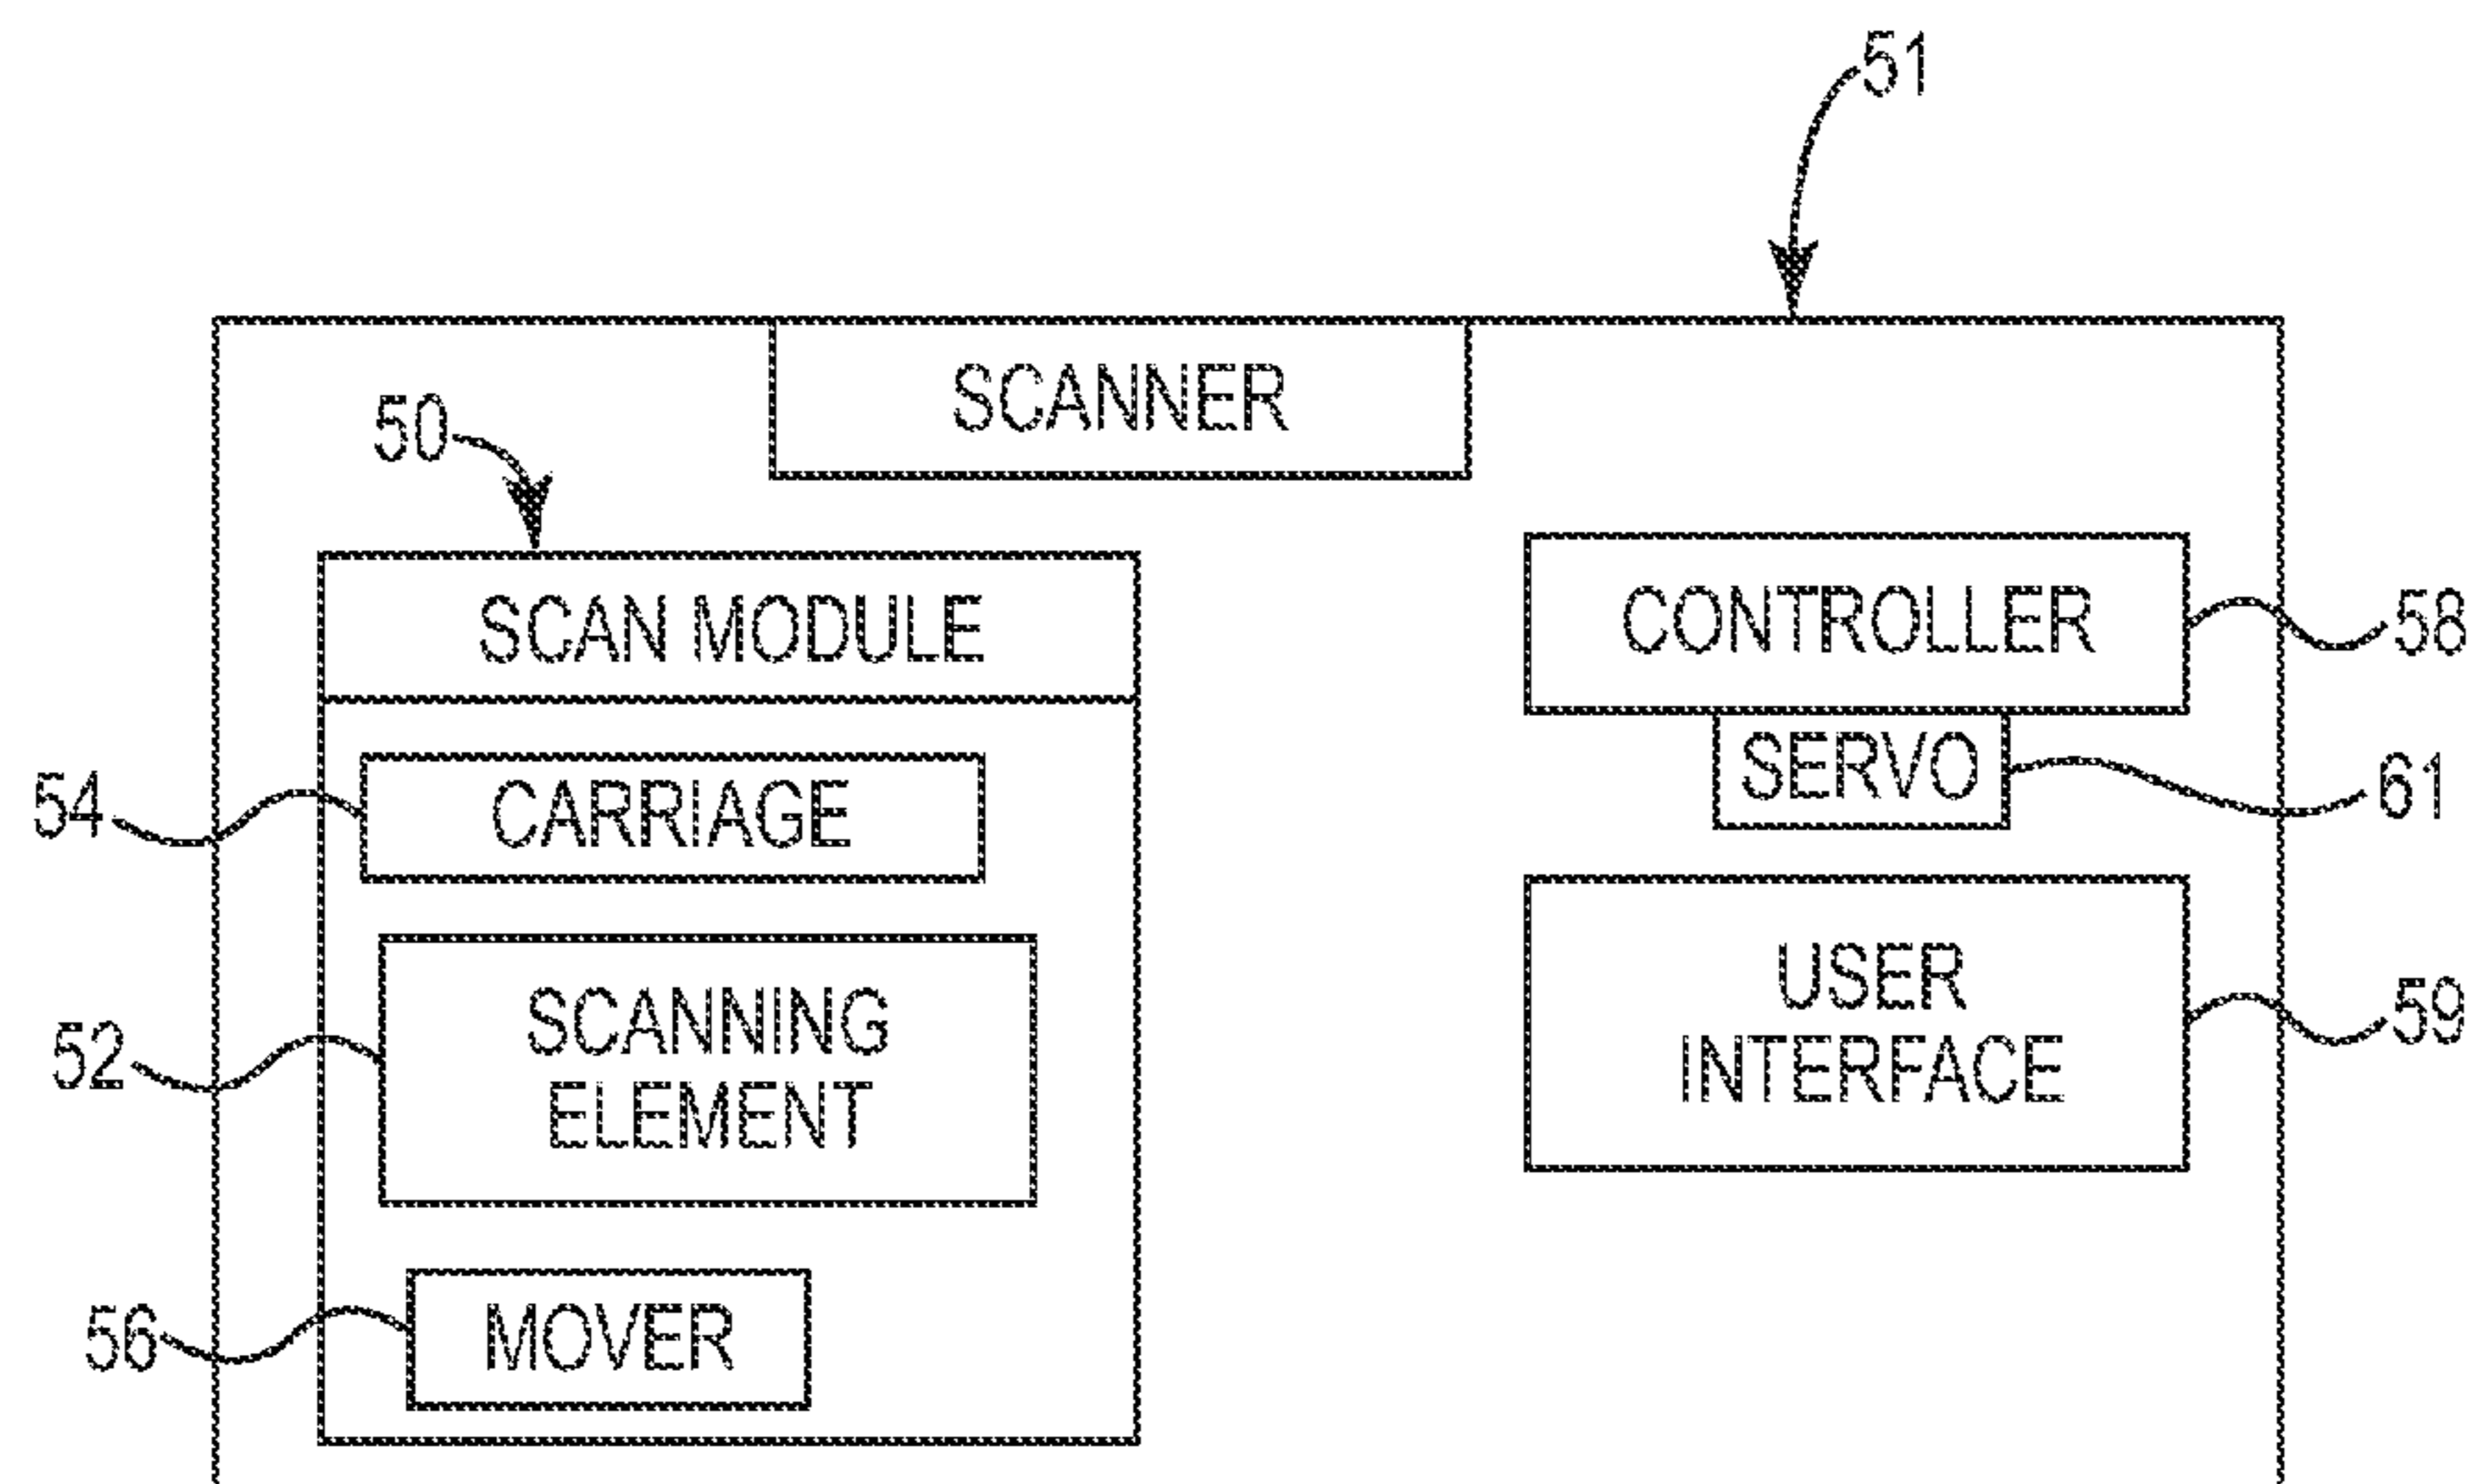 51
SCANNER
50
SCAN MODULE
CONTROLLER
58
SERVO
61
54
CARRIAGE
52
SCANNING
ELEMENT
USER
INTERFACE
59
56
MOVER